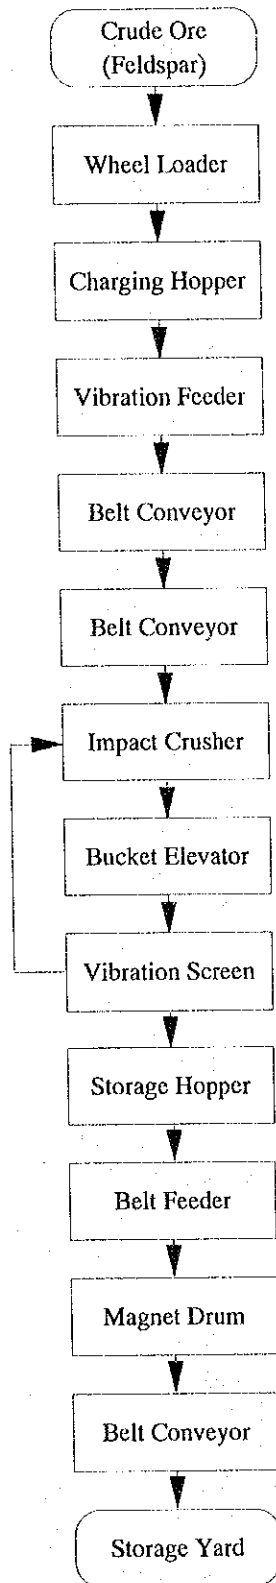 Crude Ore
(Feldspar)
Wheel Loader
Charging Hopper
Vibration Feeder
Belt Conveyor
Belt Conveyor
Impact Crusher
Bucket Elevator
Vibration Screen
Storage Hopper
Belt Feeder
Magnet Drum
Belt Conveyor
Storage Yard